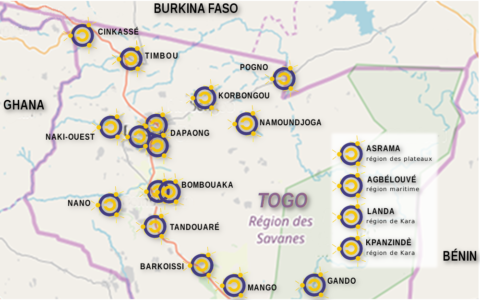 BURKINA FASO
CINKASSÉ
TIMBOU
POGNO
KORBONGOU
GHANA
NAMOUNDJOGA
NAKI-OUEST
DAPAONG
ASRAMA
région des plateaux
AGBÉLOUVÉ
région maritime
LANDA
région de Kara
KPANZINDÉ
région de Kara
BOMBOUAKA
NANO
TOGO
Région des
Savanes
TANDOUARÉ
BARKOISSI
BÉNIN
MANGO
GANDO